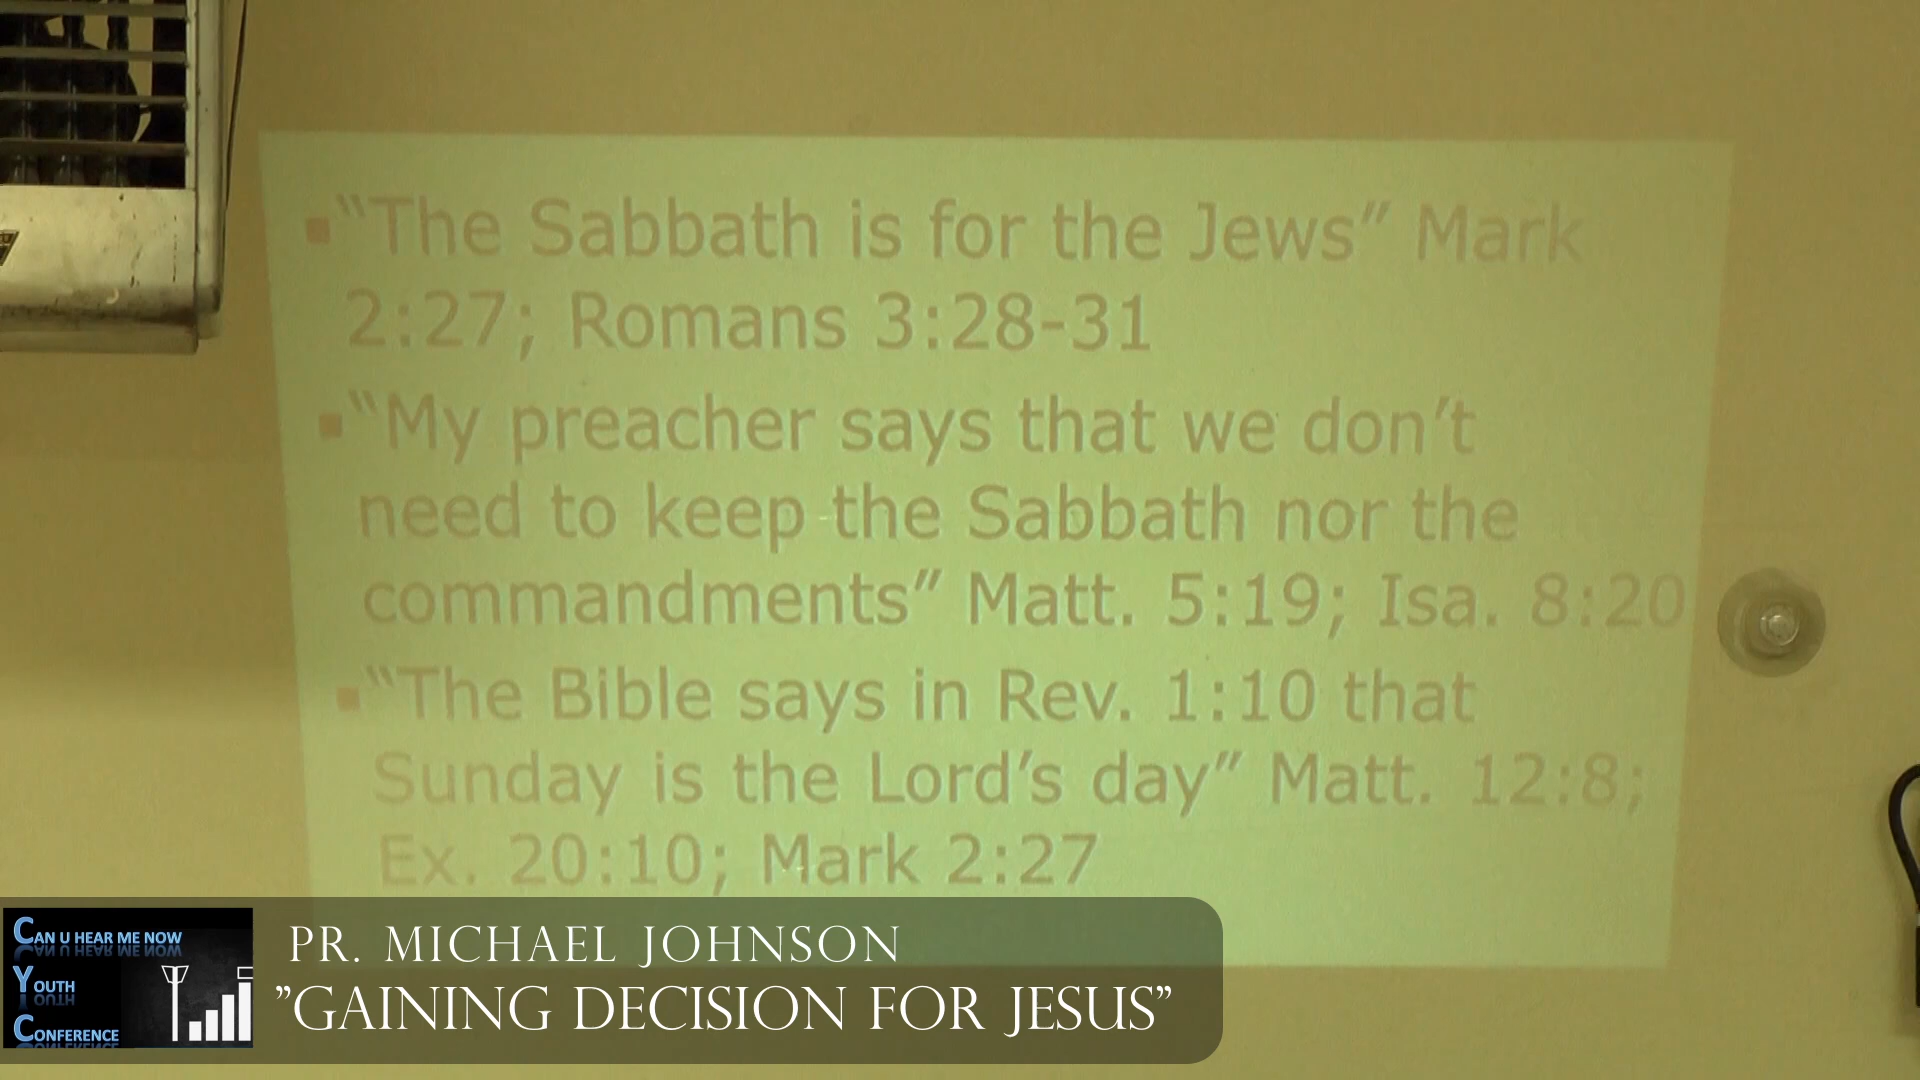 ▪"The Sabbath is for the Jews" Mark
2:27; Romans 3:28-31
▪"My preacher says that we don't
need to keep the Sabbath nor the
commandments" Matt. 5:19; Isa. 8:20
▪"The Bible says in Rev. 1:10 that
Sunday is the Lord's day" Matt. 12:8;
Ex. 20:10; Mark 2:27
CAN U HEAR ME NOW
YOUTH
CONFERENCE
PR. MICHAEL JOHNSON
"GAINING DECISION FOR JESUS"